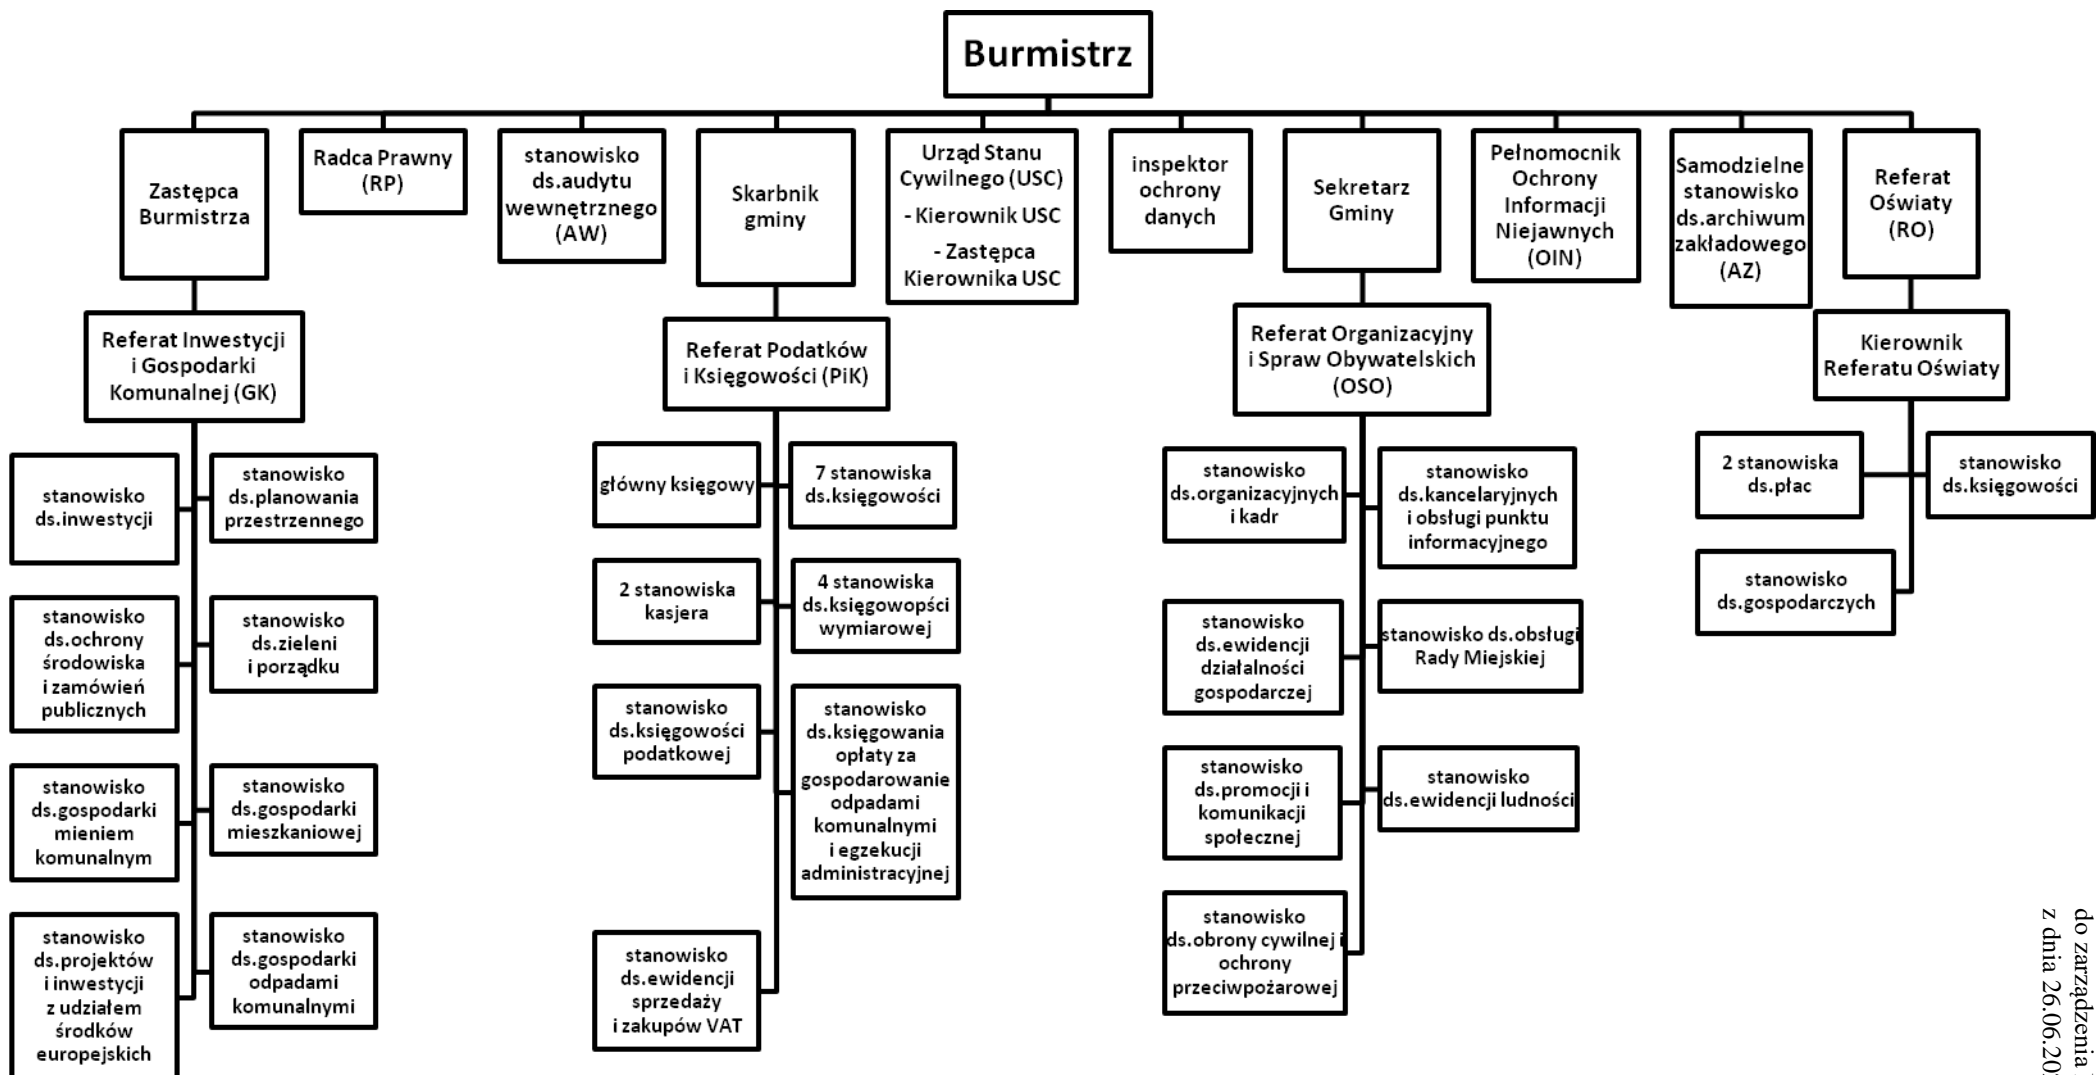 Burmistrz
Zastępca
Burmistrza
Radca Prawny
(RP)
stanowisko
ds.audytu
wewnętrznego
(AW)
Skarbnik
gminy
Urząd Stanu
Cywilnego (USC)
- Kierownik USC
- Zastępca
Kierownika USC
inspektor
ochrony
danych
Sekretarz
Gminy
Pełnomocnik
Ochrony
Informacji
Niejawnych
(OIN)
Samodzielne
stanowisko
ds.archiwum
zakładowego
(AZ)
Referat
Oświaty
(RO)
Referat Inwestycji
i Gospodarki
Komunalnej (GK)
stanowisko
ds.inwestycji
stanowisko
ds.planowania
przestrzennego
stanowisko
ds.ochrony
środowiska
i zamówień
publicznych
stanowisko
ds.zieleni
i porządku
stanowisko
ds.gospodarki
mieniem
komunalnym
stanowisko
ds.gospodarki
mieszkaniowej
stanowisko
ds.projektów
i inwestycji
z udziałem
środków
europejskich
stanowisko
ds.gospodarki
odpadami
komunalnymi
Referat Podatków
i Księgowości (PiK)
główny księgowy
7 stanowiska
ds.księgowości
2 stanowiska
kasjera
4 stanowiska
ds.księgowopści
wymiarowej
stanowisko
ds.księgowości
podatkowej
stanowisko
ds.księgowania
opłaty za
gospodarowanie
odpadami
komunalnymi
i egzekucji
administracyjnej
stanowisko
ds.ewidencji
sprzedaży
i zakupów VAT
Referat Organizacyjny
i Spraw Obywatelskich
(OSO)
stanowisko
ds.organizacyjnych
i kadr
stanowisko
ds.kancelaryjnych
i obsługi punktu
informacyjnego
stanowisko
ds.ewidencji
działalności
gospodarczej
stanowisko ds.obsługi
Rady Miejskiej
stanowisko
ds.promocji i
komunikacji
społecznej
stanowisko
ds.ewidencji ludności
stanowisko
ds.obrony cywilnej i
ochrony
przeciwpożarowej
Kierownik
Referatu Oświaty
2 stanowiska
ds.płac
stanowisko
ds.księgowości
stanowisko
ds.gospodarczych
do zarządzenia
z dnia